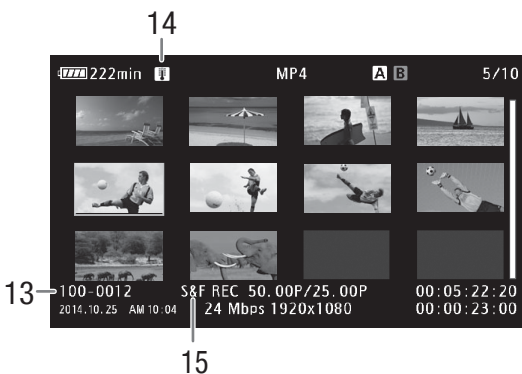 14
222min MP4 A B 5/10
13 100-0012 S&F REC 50.00P/25.00P 00:05:22:20
2014.10.25 AM 10:04 24 Mbps 1920x1080 00:00:23:00
15